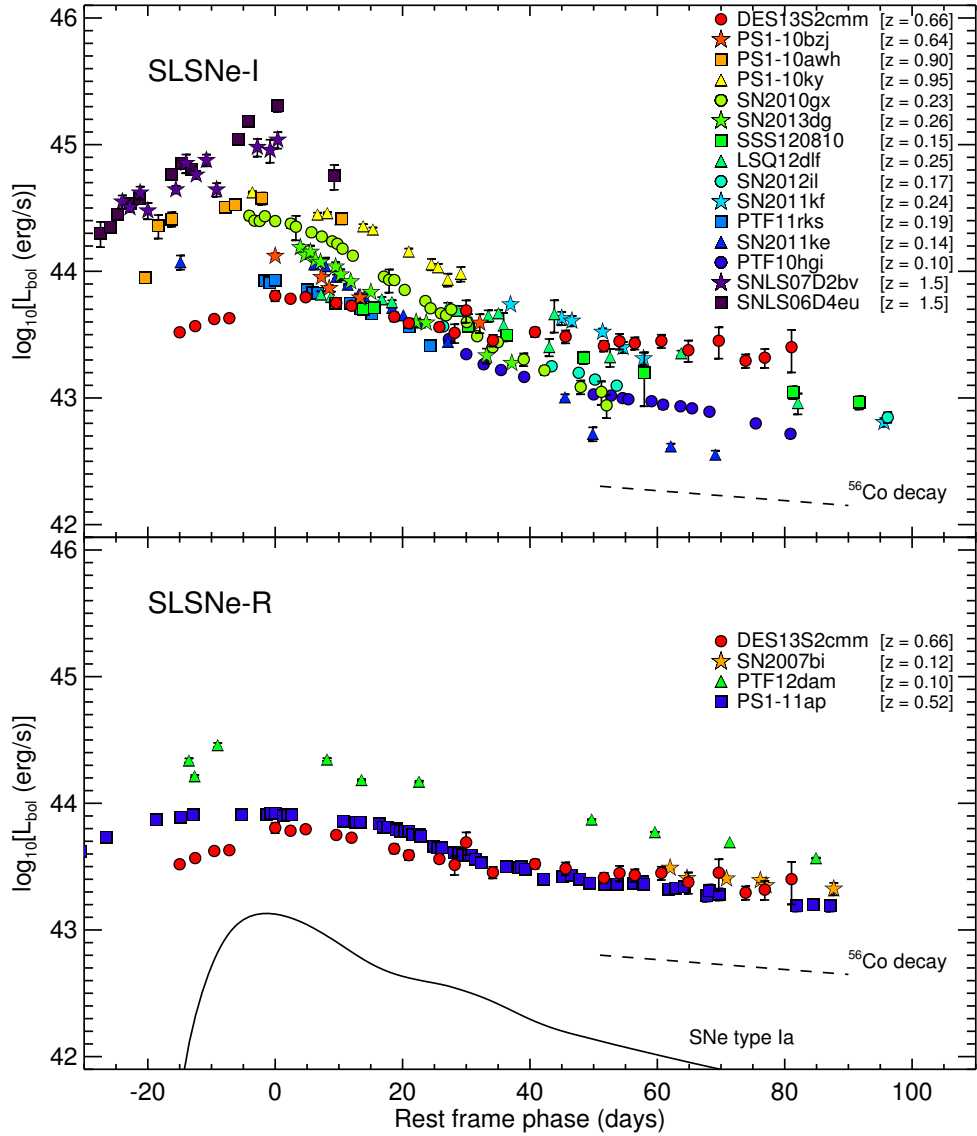 46
45
44
43
42
log10[Lbol (erg/s)]
SLSNe-I
DES13S2cmm [z = 0.66]
PS1-10bzj [z = 0.64]
PS1-10awh [z = 0.90]
PS1-10ky [z = 0.95]
SN2010gx [z = 0.23]
SN2013dg [z = 0.26]
SSS120810 [z = 0.15]
LSQ12dlf [z = 0.25]
SN2012il [z = 0.17]
SN2011kf [z = 0.24]
PTF11rks [z = 0.19]
SN2011ke [z = 0.14]
PTF10hgi [z = 0.10]
SNLS07D2bv [z = 1.5]
SNLS06D4eu [z = 1.5]
56Co decay
46
45
44
43
42
log10[Lbol (erg/s)]
SLSNe-R
DES13S2cmm [z = 0.66]
SN2007bi [z = 0.12]
PTF12dam [z = 0.10]
PS1-11ap [z = 0.52]
56Co decay
SNe type Ia
-20 0 20 40 60 80 100
Rest frame phase (days)